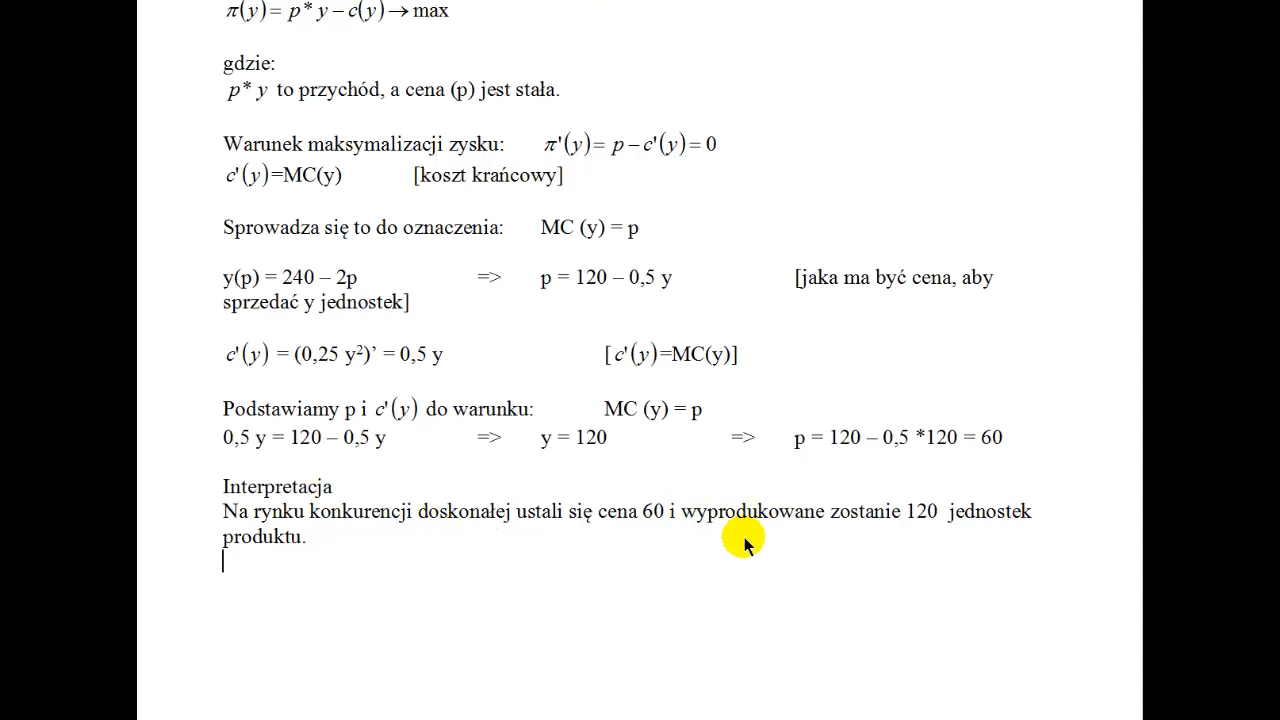 π(y) = p * y – c(y) → max
gdzie:
p * y to przychód, a cena (p) jest stała.
Warunek maksymalizacji zysku: π'(y) = p – c'(y) = 0
c'(y)=MC(y) [koszt krańcowy]
Sprowadza się to do oznaczenia: MC (y) = p
y(p) = 240 – 2p => p = 120 – 0,5 y [jaka ma być cena, aby
sprzedać y jednostek]
c'(y) = (0,25 y²)’ = 0,5 y [ c'(y)=MC(y)]
Podstawiamy p i c'(y) do warunku: MC (y) = p
0,5 y = 120 – 0,5 y => y = 120 => p = 120 – 0,5 *120 = 60
Interpretacja
Na rynku konkurencji doskonałej ustali się cena 60 i wyprodukowane zostanie 120 jednostek
produktu.